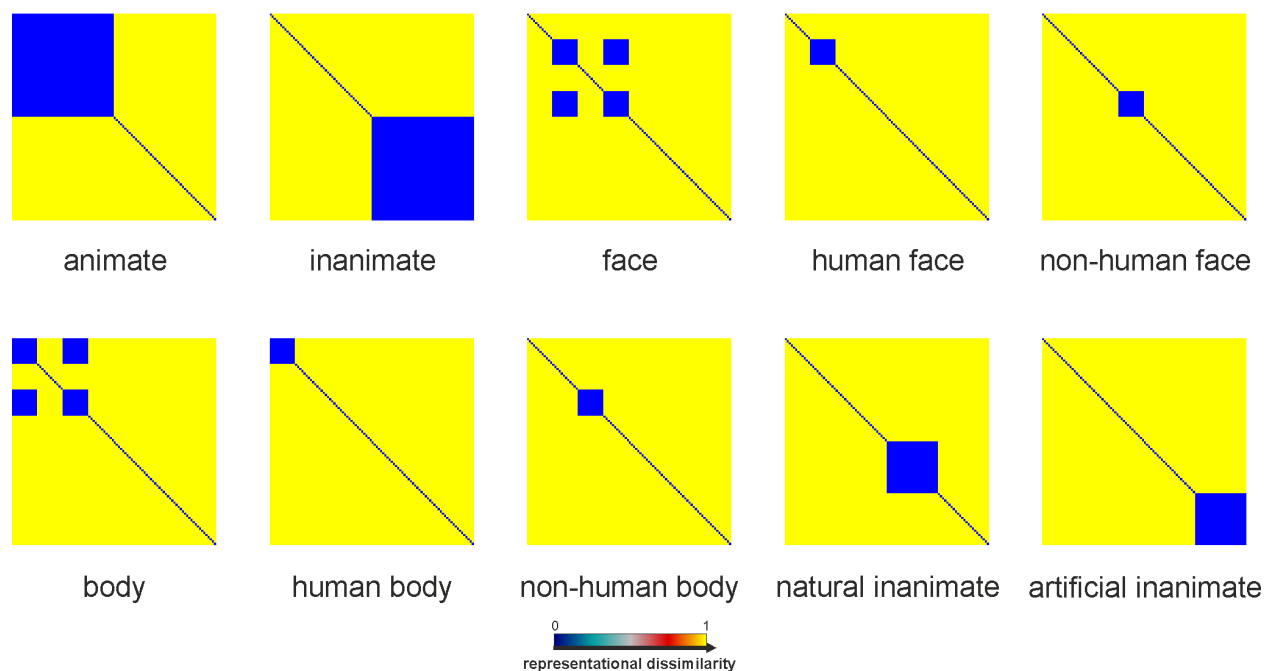 animate
inanimate
face
human face
non-human face
body
human body
non-human body
natural inanimate
artificial inanimate
0
1
representational dissimilarity